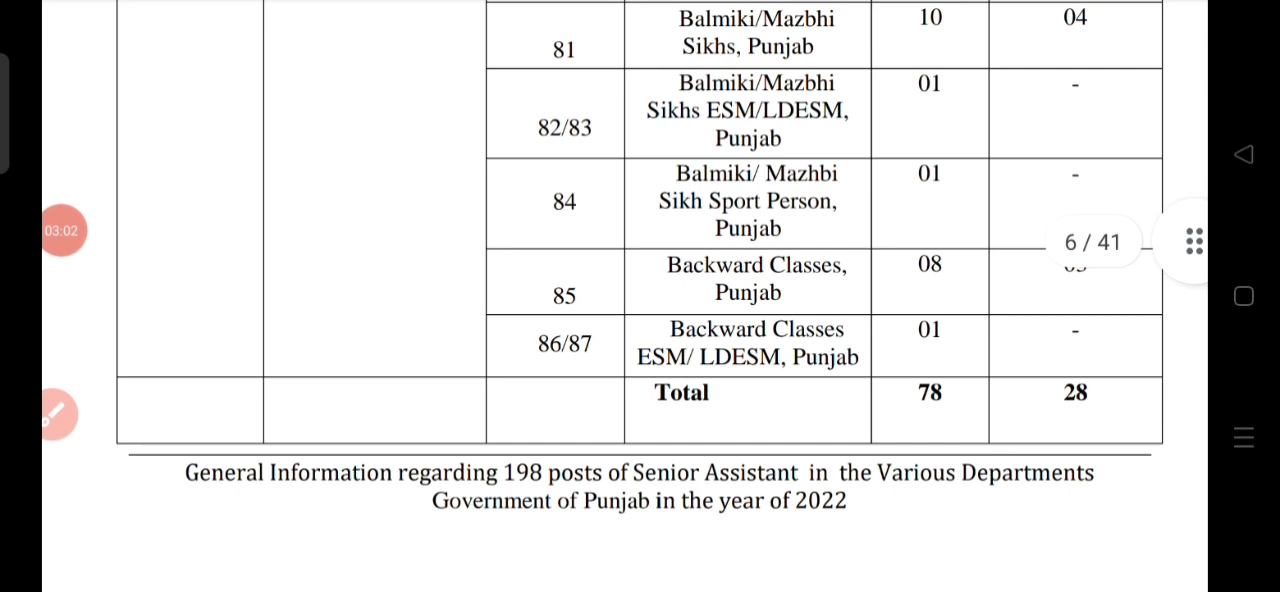 81 Balmiki/Mazbhi Sikhs, Punjab 10 04
82/83 Balmiki/Mazbhi Sikhs ESM/LDESM, Punjab 01 -
84 Balmiki/ Mazhbi Sikh Sport Person, Punjab 01 -
85 Backward Classes, Punjab 08
86/87 Backward Classes ESM/ LDESM, Punjab 01 -
Total 78 28
General Information regarding 198 posts of Senior Assistant in the Various Departments
Government of Punjab in the year of 2022
03:02
6 / 41